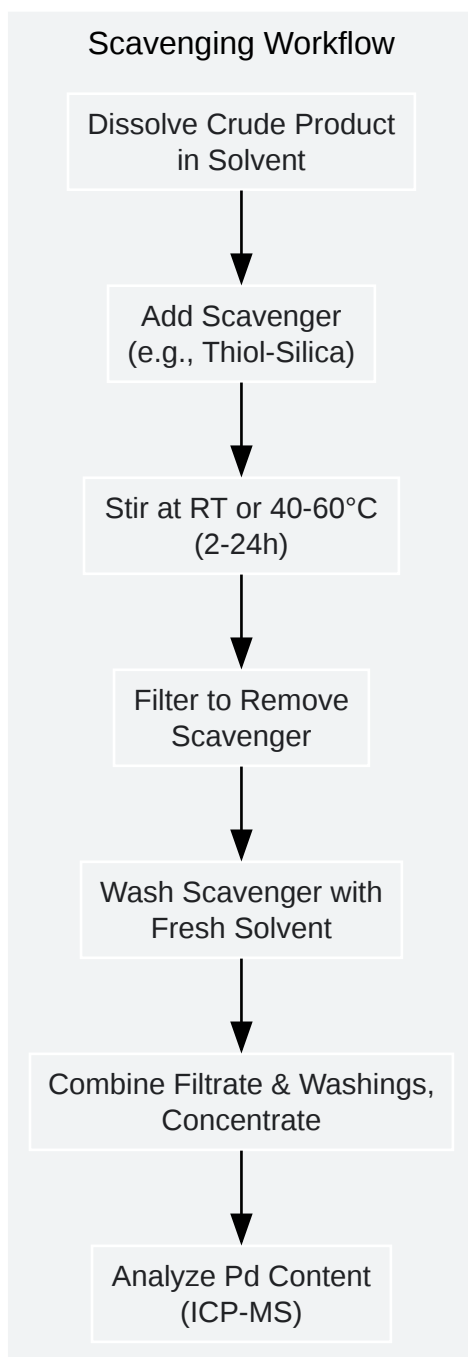 Scavenging Workflow
Dissolve Crude Product
in Solvent
Add Scavenger
(e.g., Thiol-Silica)
Stir at RT or 40-60°C
(2-24h)
Filter to Remove
Scavenger
Wash Scavenger with
Fresh Solvent
Combine Filtrate & Washings,
Concentrate
Analyze Pd Content
(ICP-MS)